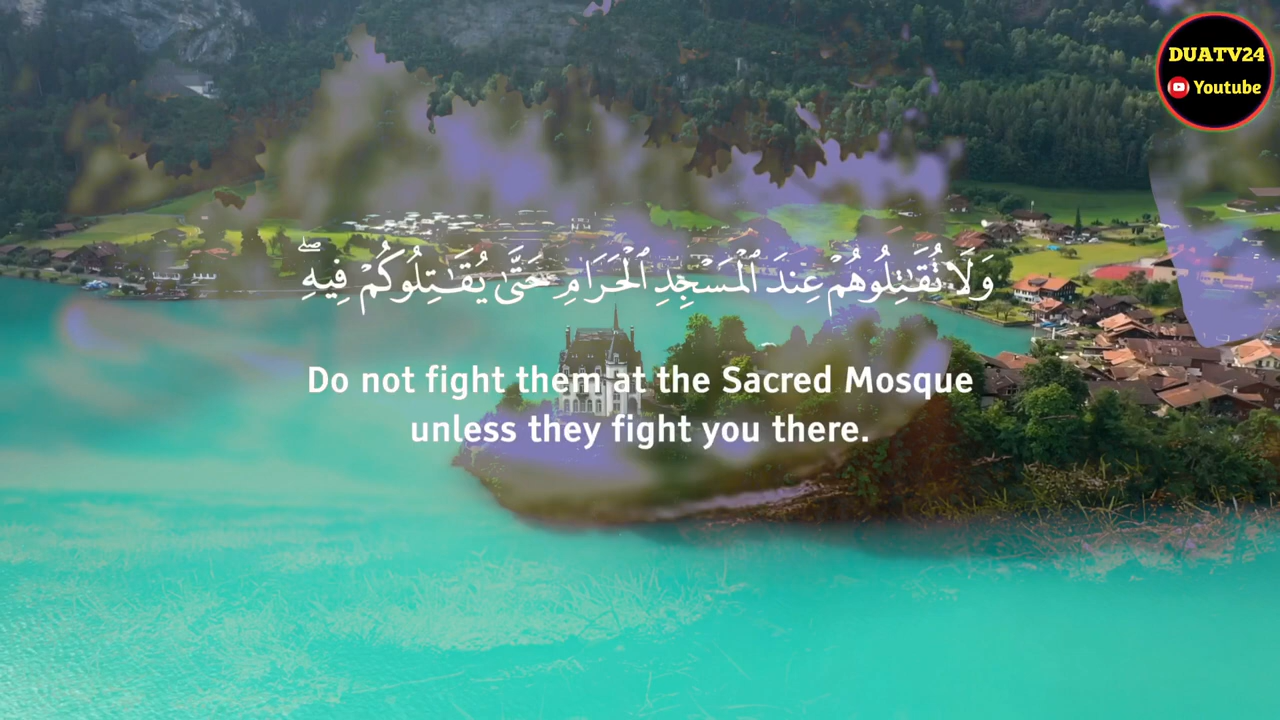 DUATV24
Youtube
وَلَا تُقَـٰتِلُوهُمْ عِندَ ٱلْمَسْجِدِ ٱلْحَرَامِ حَتَّىٰ يُقَـٰتِلُوكُمْ فِيهِ ۖ
Do not fight them at the Sacred Mosque
unless they fight you there.